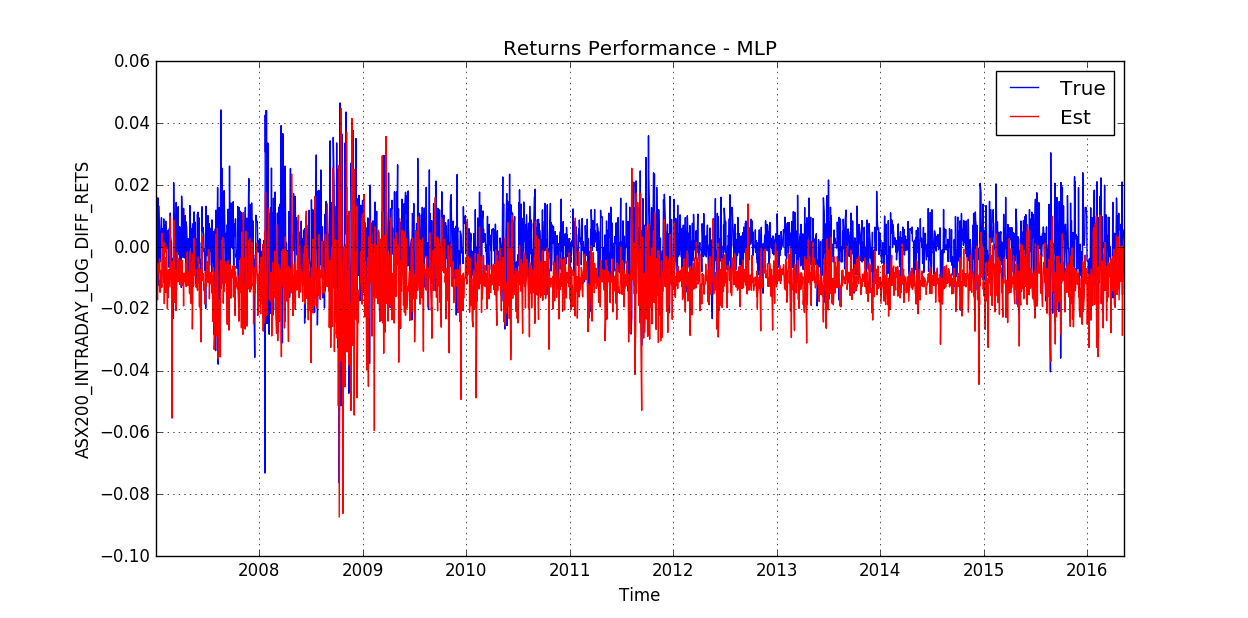 Returns Performance - MLP
True
Est
ASX200_INTRADAY_LOG_DIFF_RETS
0.06
0.04
0.02
0.00
−0.02
−0.04
−0.06
−0.08
−0.10
2008 2009 2010 2011 2012 2013 2014 2015 2016
Time